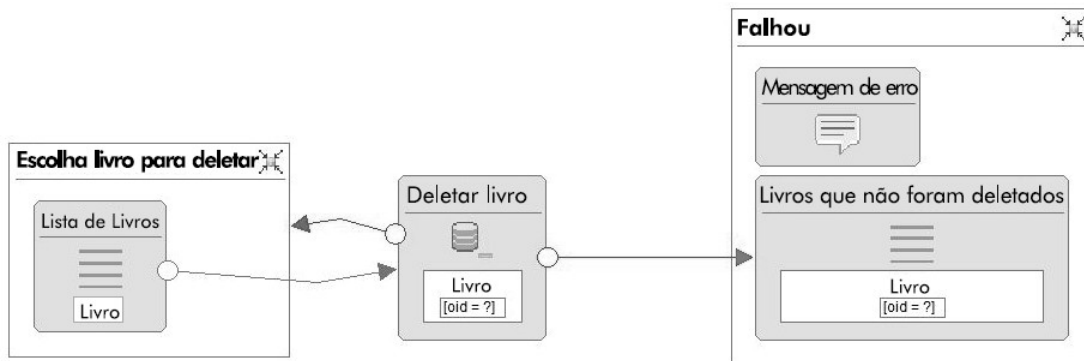 Escolha livro para deletar
Lista de Livros
Livro
Deletar livro
Livro
[oid = ?]
Falhou
Mensagem de erro
Livros que não foram deletados
Livro
[oid = ?]